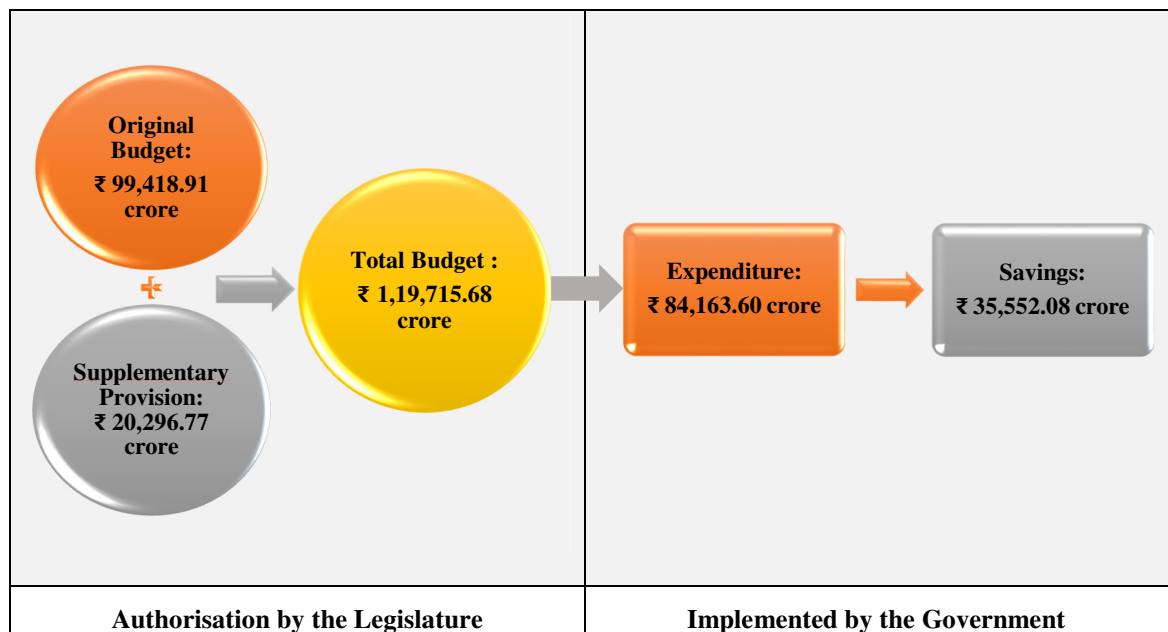 Original
Budget:
₹ 99,418.91
crore
Supplementary
Provision:
₹ 20,296.77
crore
Total Budget :
₹ 1,19,715.68
crore
Expenditure:
₹ 84,163.60 crore
Savings:
₹ 35,552.08 crore
Authorisation by the Legislature
Implemented by the Government